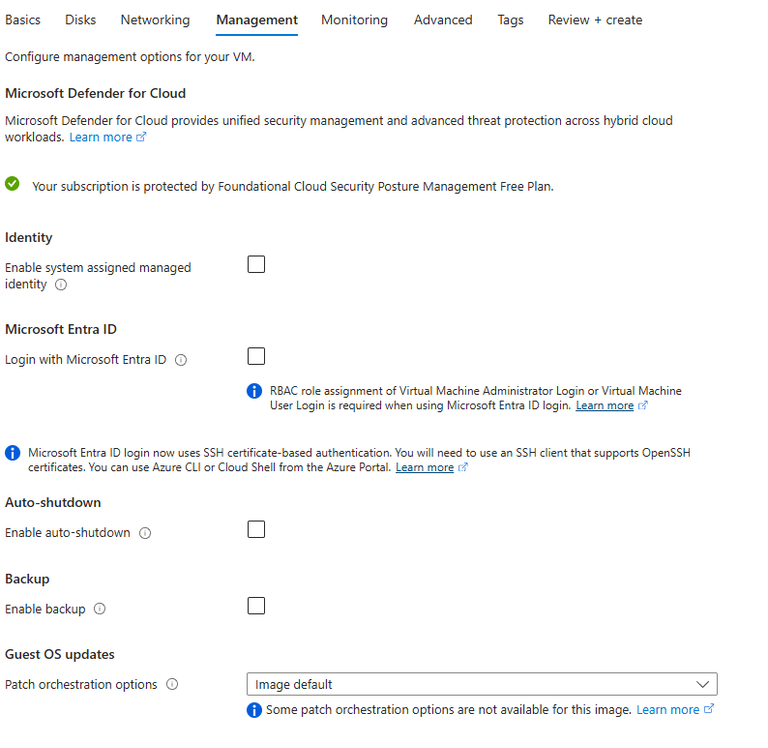 Basics Disks Networking Management Monitoring Advanced Tags Review + create
Configure management options for your VM.
Microsoft Defender for Cloud
Microsoft Defender for Cloud provides unified security management and advanced threat protection across hybrid cloud
workloads. Learn more
Your subscription is protected by Foundational Cloud Security Posture Management Free Plan.
Identity
Enable system assigned managed
identity
Microsoft Entra ID
Login with Microsoft Entra ID
RBAC role assignment of Virtual Machine Administrator Login or Virtual Machine
User Login is required when using Microsoft Entra ID login. Learn more
Microsoft Entra ID login now uses SSH certificate-based authentication. You will need to use an SSH client that supports OpenSSH
certificates. You can use Azure CLI or Cloud Shell from the Azure Portal. Learn more
Auto-shutdown
Enable auto-shutdown
Backup
Enable backup
Guest OS updates
Patch orchestration options
Image default
Some patch orchestration options are not available for this image. Learn more